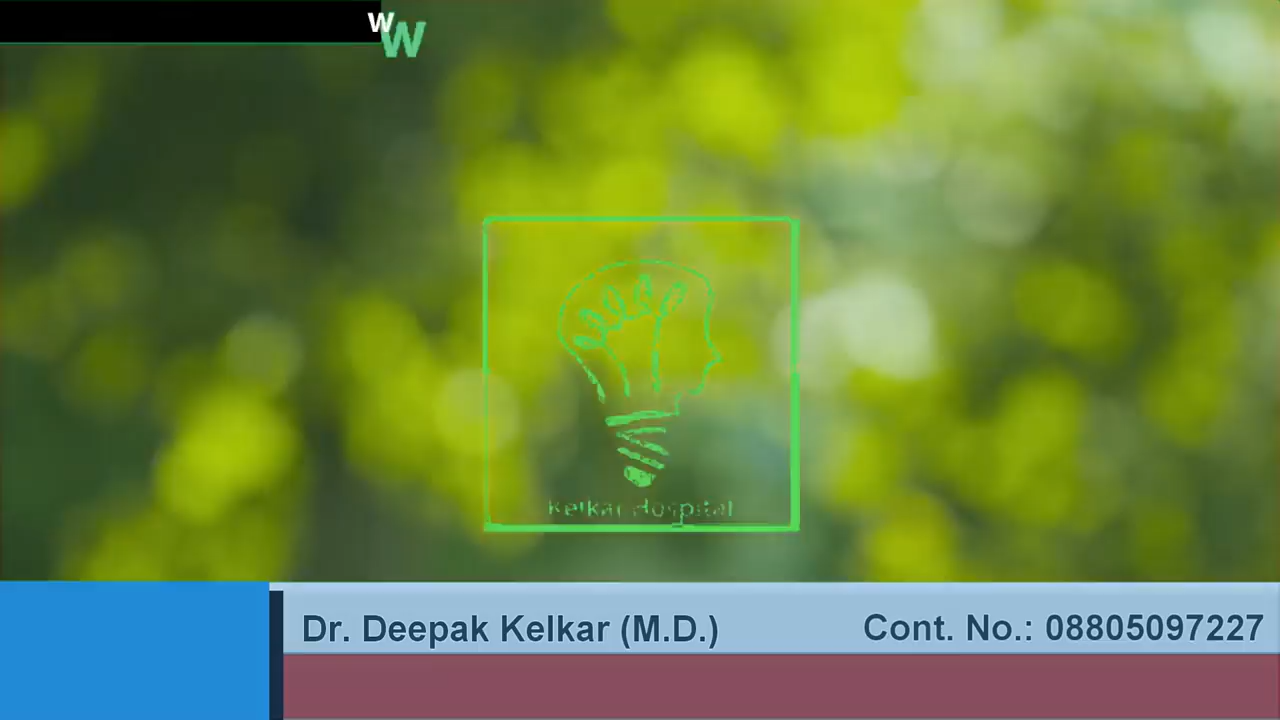 W
W
Kelkar Hospital
Dr. Deepak Kelkar (M.D.)
Cont. No.: 08805097227